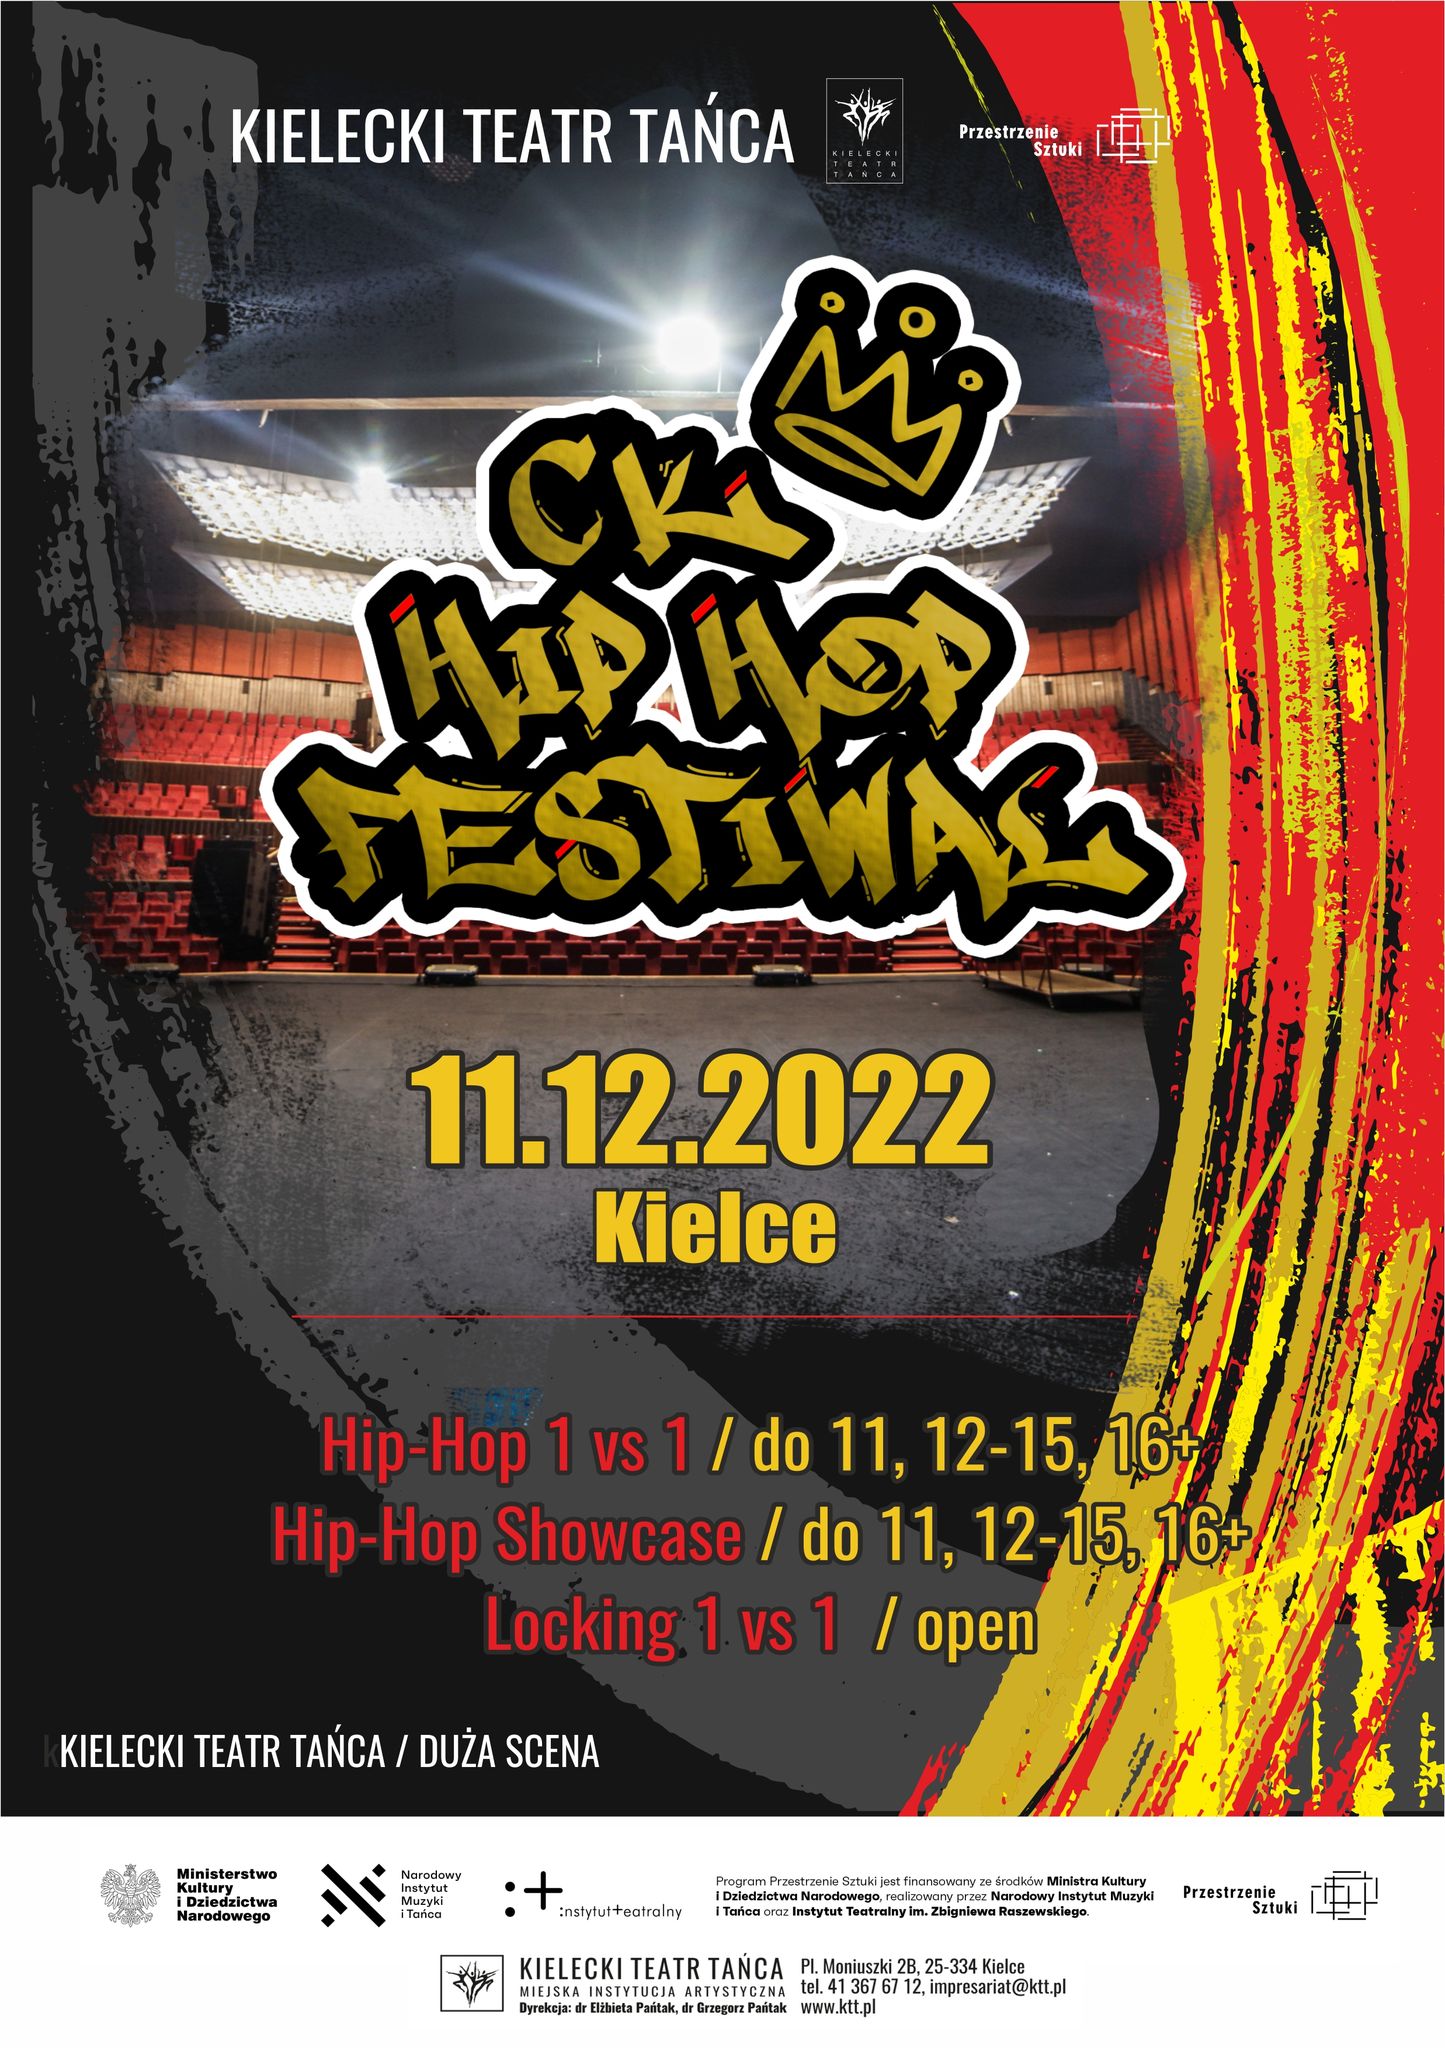 KIELECKI TEATR TAŃCA
KIELECKI
TEATR
TAŃCA
Przestrzenie
Sztuki
CK
HIP HOP
FESTIWAL
11.12.2022
Kielce
Hip-Hop 1 vs 1 / do 11, 12-15, 16+
Hip-Hop Showcase / do 11, 12-15, 16+
Locking 1 vs 1 / open
kKIELECKI TEATR TAŃCA / DUŻA SCENA
Ministerstwo
Kultury
i Dziedzictwa
Narodowego
Narodowy
Instytut
Muzyki
i Tańca
:nstytut+eatralny
Program Przestrzenie Sztuki jest finansowany ze środków Ministra Kultury
i Dziedzictwa Narodowego, realizowany przez Narodowy Instytut Muzyki
i Tańca oraz Instytut Teatralny im. Zbigniewa Raszewskiego.
Przestrzenie
Sztuki
KIELECKI TEATR TAŃCA
MIEJSKA INSTYTUCJA ARTYSTYCZNA
Dyrekcja: dr Elżbieta Pańtak, dr Grzegorz Pańtak
Pl. Moniuszki 2B, 25-334 Kielce
tel. 41 367 67 12, impresariat@ktt.pl
www.ktt.pl